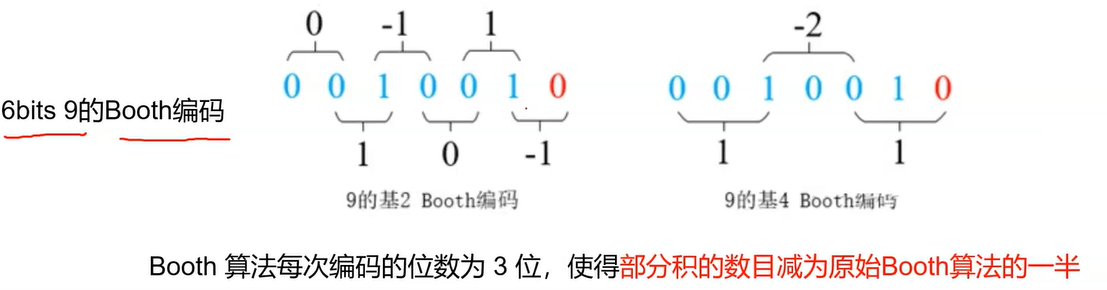 0 -1 1 -2
6bits 9的Booth编码 0 0 1 0 0 1 0 0 0 1 0 0 1 0
1 0 -1 1 1
9的基2 Booth编码 9的基4 Booth编码
Booth 算法每次编码的位数为 3 位，使得部分积的数目减为原始Booth算法的一半